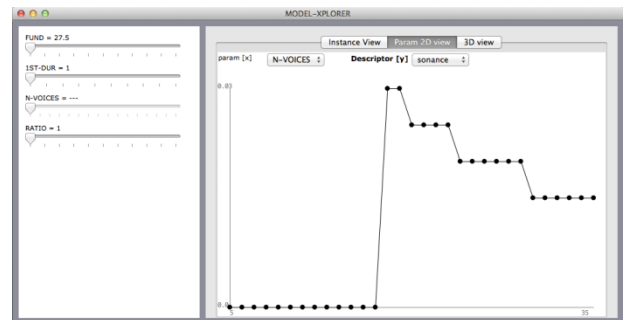 MODEL-XPLORER
FUND = 27.5
1ST-DUR = 1
N-VOICES = ---
RATIO = 1
Instance View Param 2D view 3D view
param [x] N-VOICES Descriptor [y] sonance
0.03
0.0
5 35